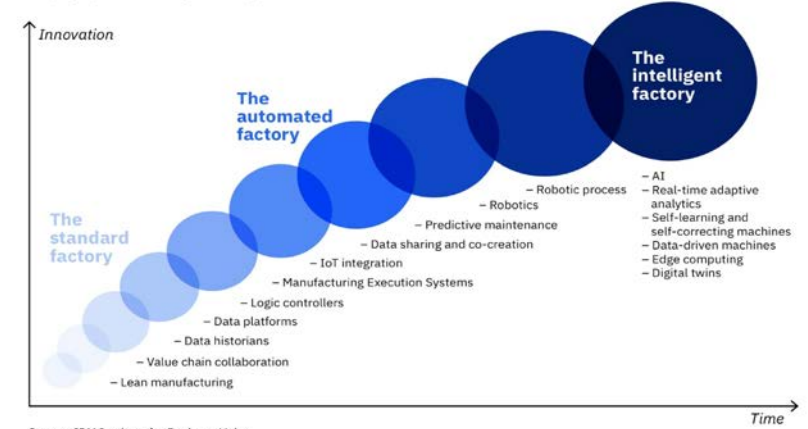 Innovation
The
intelligent
factory
The
automated
factory
The
standard
factory
– AI
– Real-time adaptive
analytics
– Self-learning and
self-correcting machines
– Data-driven machines
– Edge computing
– Digital twins
– Robotic process
– Robotics
– Predictive maintenance
– Data sharing and co-creation
– IoT integration
– Manufacturing Execution Systems
– Logic controllers
– Data platforms
– Data historians
– Value chain collaboration
– Lean manufacturing
Time